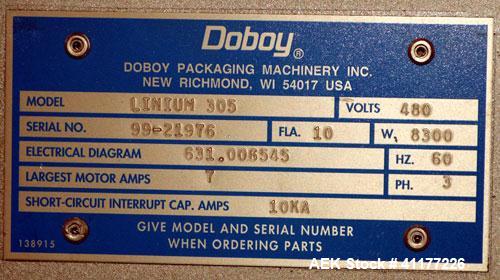 Doboy®
DOBOY PACKAGING MACHINERY INC.
NEW RICHMOND, WI 54017 USA
MODEL LINIUM 305 VOLTS 480
SERIAL NO. 99-21976 FLA. 10 W, 8300
ELECTRICAL DIAGRAM 631.006545 HZ. 60
LARGEST MOTOR AMPS 7 PH. 3
SHORT-CIRCUIT INTERRUPT CAP. AMPS 10KA
GIVE MODEL AND SERIAL NUMBER
WHEN ORDERING PARTS
138915
AEK Stock# 41177226